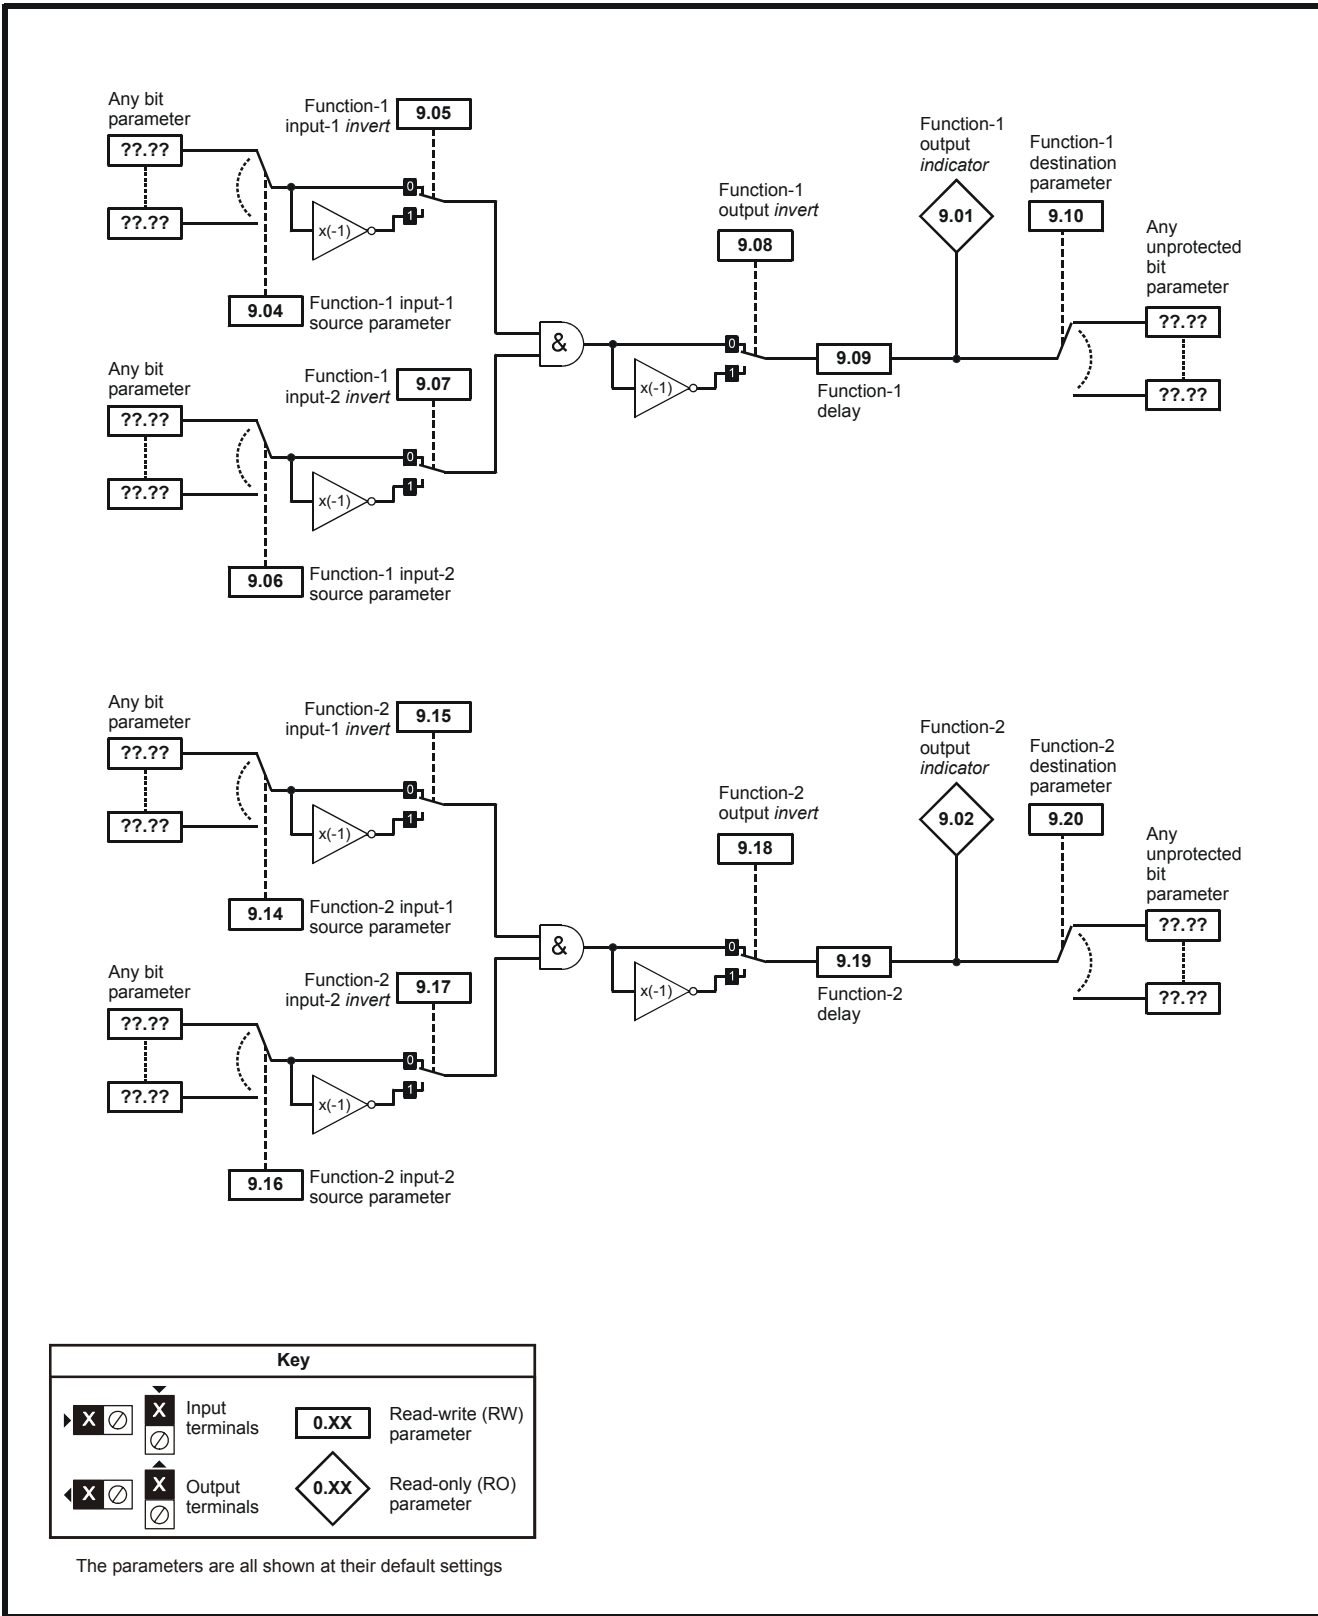 Any bit
parameter
??.??
??.??
Function-1
input-1 invert
9.05
0
1
x(-1)
9.04
Function-1 input-1
source parameter
Any bit
parameter
??.??
??.??
Function-1
input-2 invert
9.07
0
1
x(-1)
9.06
Function-1 input-2
source parameter
&
Function-1
output invert
9.08
0
1
x(-1)
9.09
Function-1
delay
Function-1
output
indicator
9.01
Function-1
destination
parameter
9.10
Any
unprotected
bit
parameter
??.??
??.??
Any bit
parameter
??.??
??.??
Function-2
input-1 invert
9.15
0
1
x(-1)
9.14
Function-2 input-1
source parameter
Any bit
parameter
??.??
??.??
Function-2
input-2 invert
9.17
0
1
x(-1)
9.16
Function-2 input-2
source parameter
&
Function-2
output invert
9.18
0
1
x(-1)
9.19
Function-2
delay
Function-2
output
indicator
9.02
Function-2
destination
parameter
9.20
Any
unprotected
bit
parameter
??.??
??.??
Key
X
X
Input
terminals
0.XX
Read-write (RW)
parameter
X
X
Output
terminals
0.XX
Read-only (RO)
parameter
The parameters are all shown at their default settings